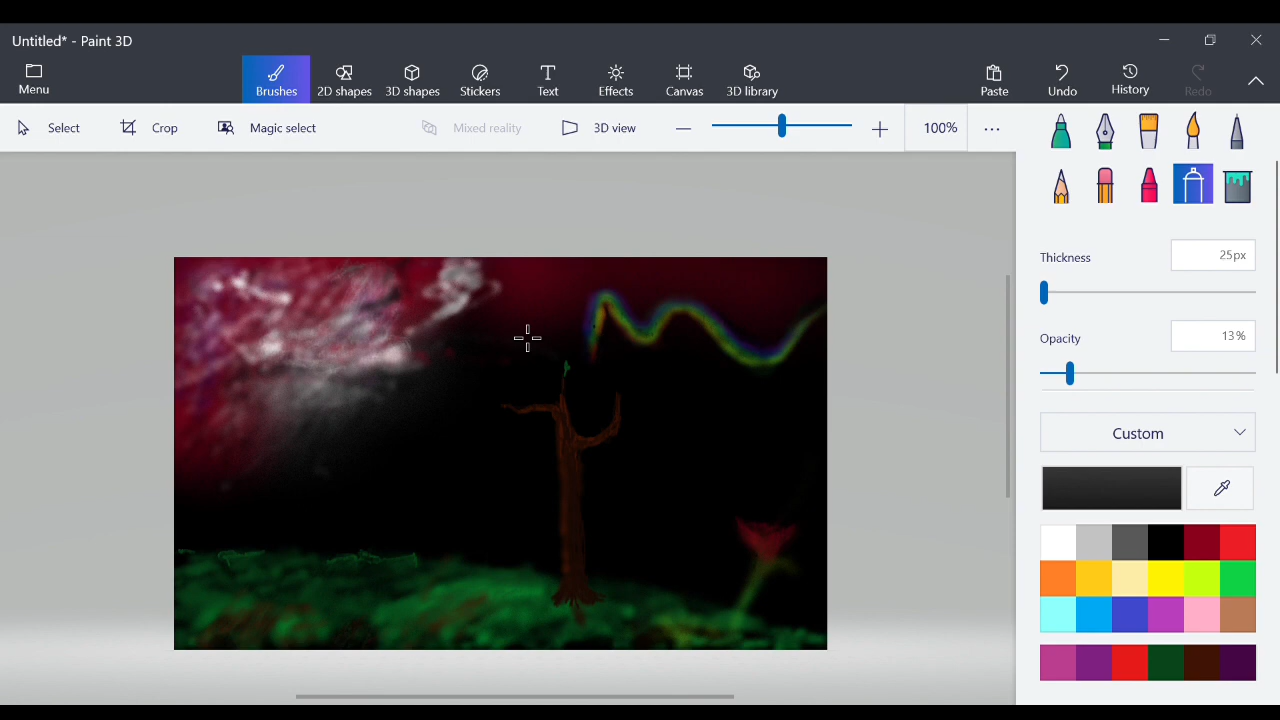 Untitled* - Paint 3D
Menu
Brushes
2D shapes
3D shapes
Stickers
Text
Effects
Canvas
3D library
Paste
Undo
History
Redo
Select
Crop
Magic select
Mixed reality
3D view
100%
Thickness
25px
Opacity
13%
Custom